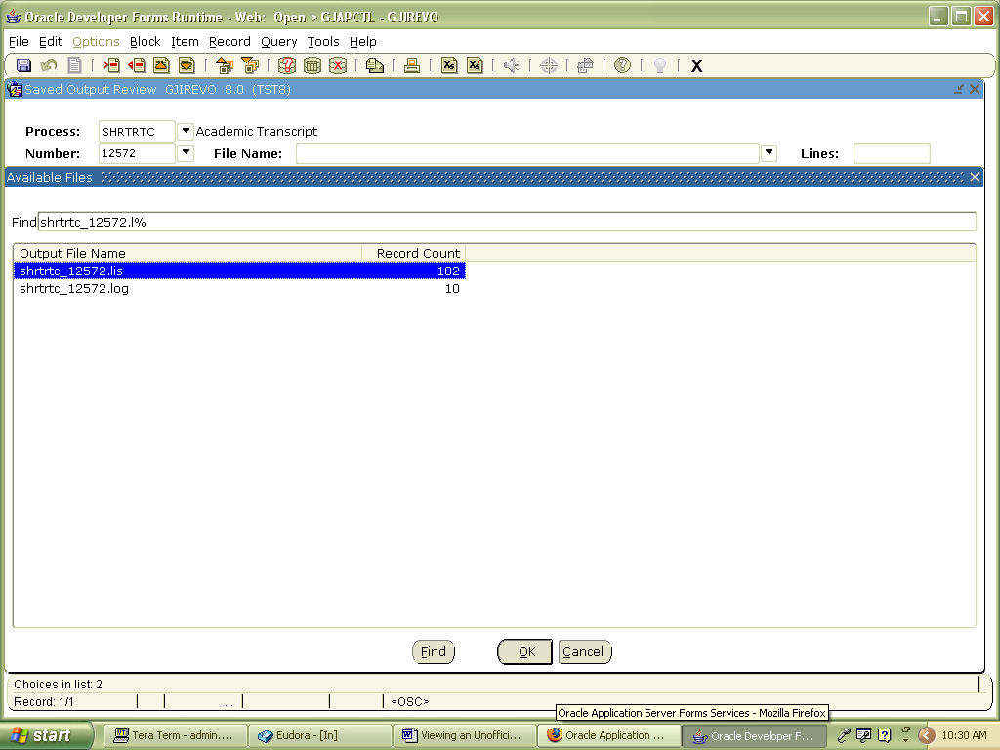 Oracle Developer Forms Runtime - Web: Open > GJAPCTL - GJIREVO
File Edit Options Block Item Record Query Tools Help
X
Saved Output Review GJIREVO 8.0 (TST8)
Process: SHRTRTC Academic Transcript
Number: 12572 File Name: Lines:
Available Files
Find shrtrtc_12572.l%
Output File Name Record Count
shrtrtc_12572.lis 102
shrtrtc_12572.log 10
Find OK Cancel
Choices in list: 2
Record: 1/1 ... <OSC>
Oracle Application Server Forms Services - Mozilla Firefox
start Tera Term - admin.... Eudora - [In] Viewing an Unoffici... Oracle Application ... Oracle Developer F... 10:30 AM